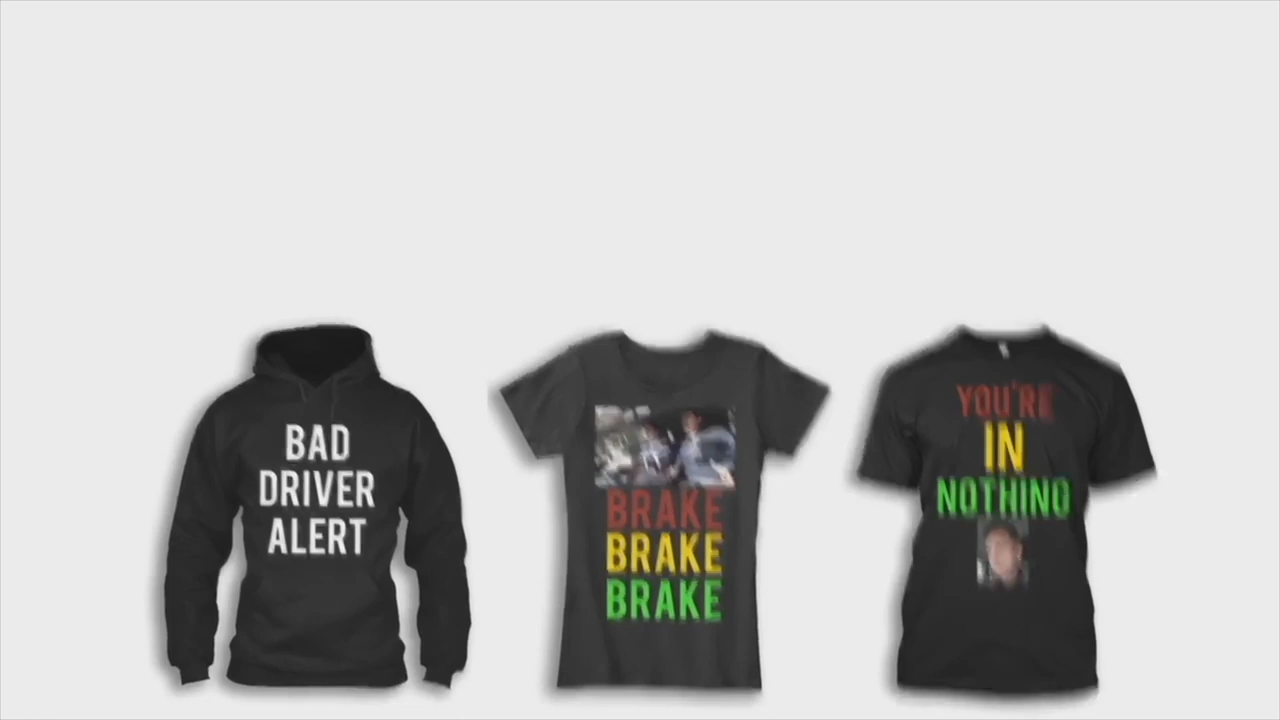 BAD
DRIVER
ALERT
BRAKE
BRAKE
BRAKE
YOU'RE
IN
NOTHING